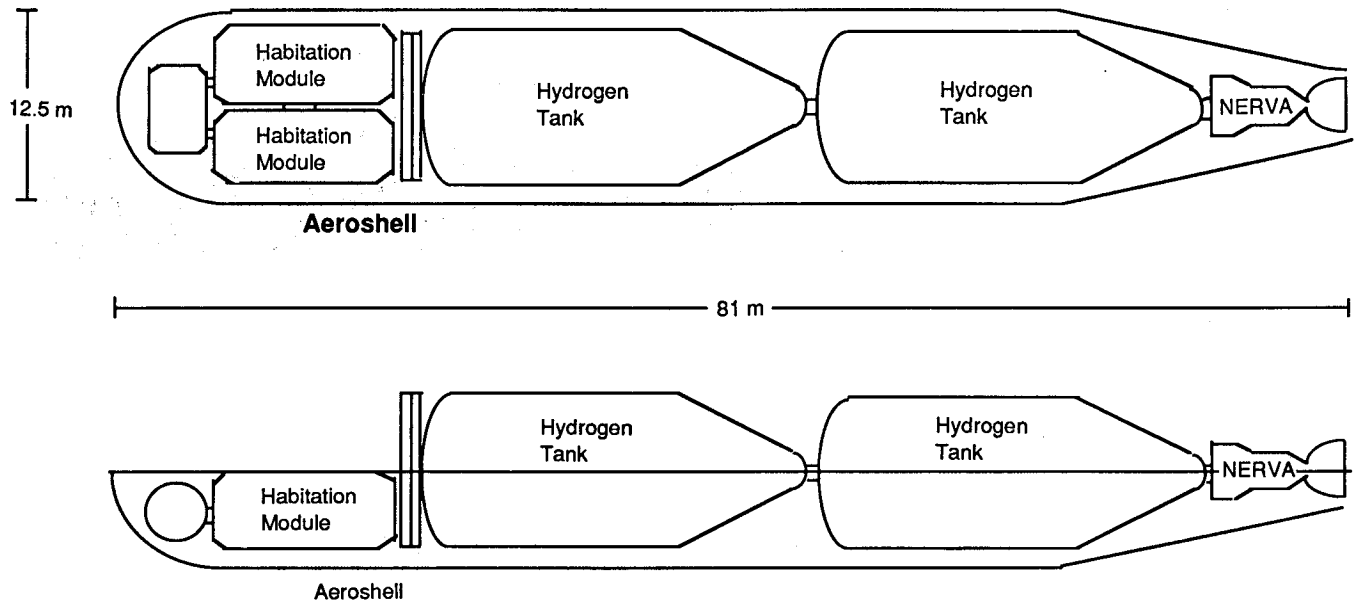 Habitation
Module
12.5 m
Hydrogen
Tank
Hydrogen
Tank
NERVA
Habitation
Module
Aeroshell
81 m
Hydrogen
Tank
Hydrogen
Tank
NERVA
Habitation
Module
Aeroshell